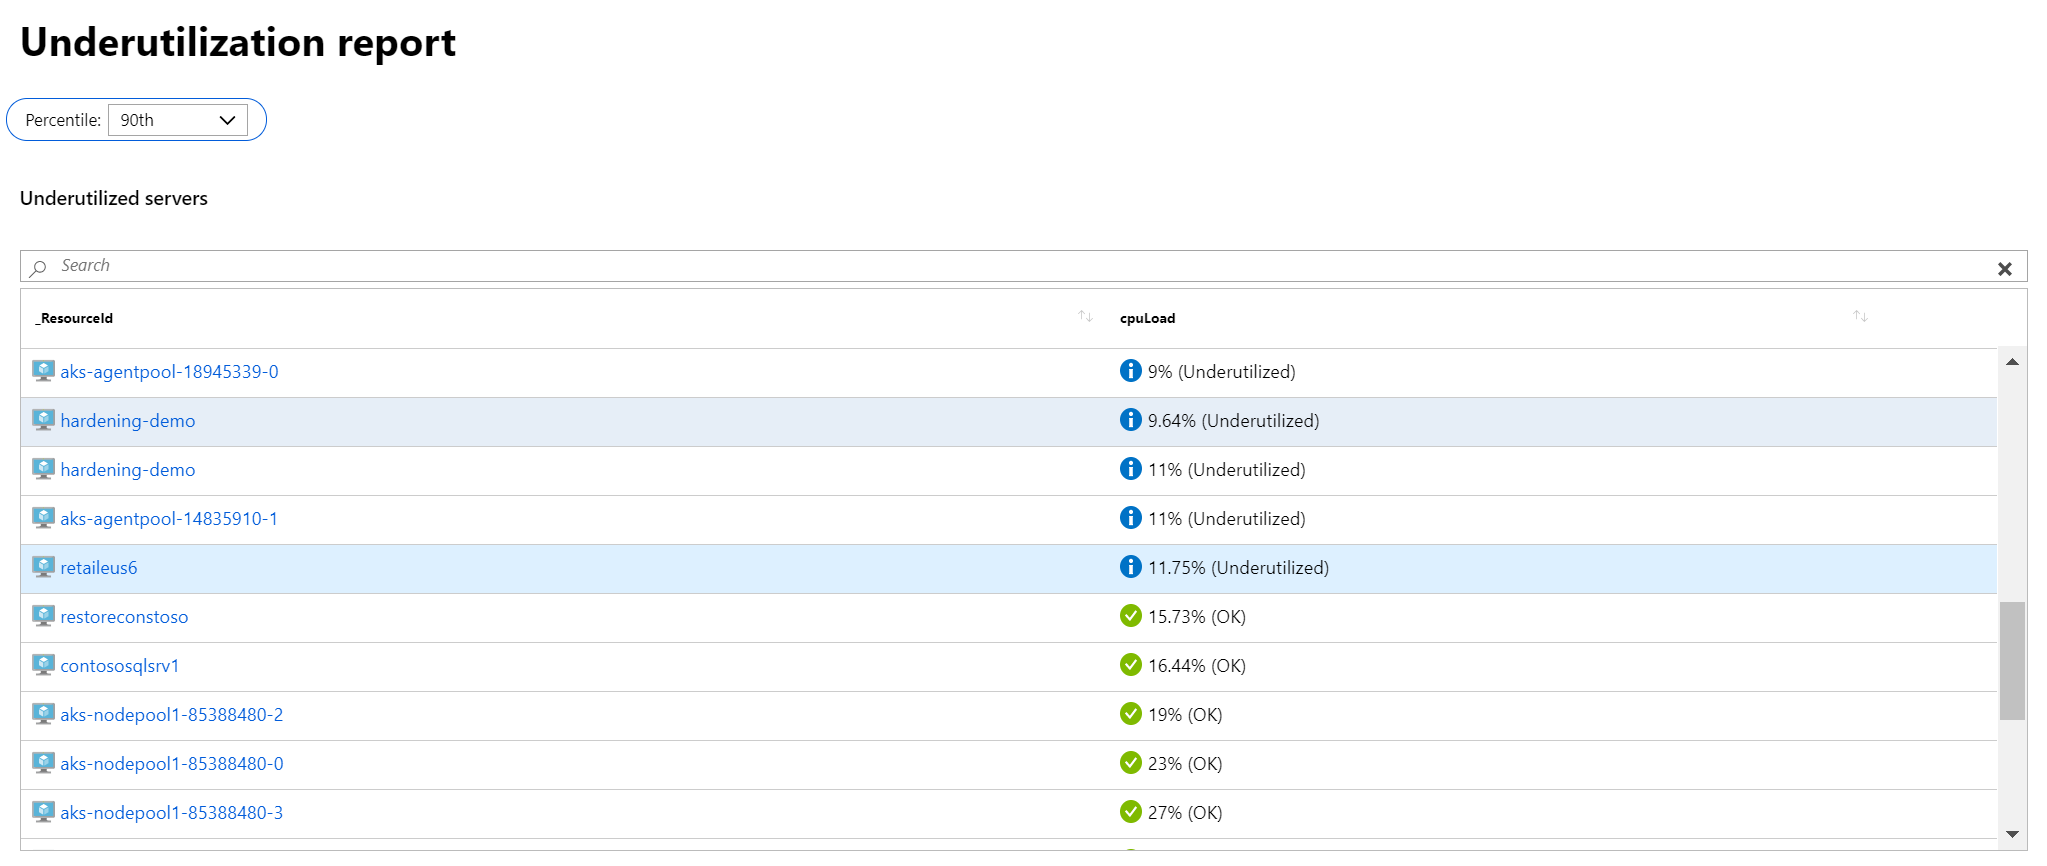 Underutilization report
Percentile: 90th
Underutilized servers
Search
_ResourceId cpuLoad
aks-agentpool-18945339-0 9% (Underutilized)
hardening-demo 9.64% (Underutilized)
hardening-demo 11% (Underutilized)
aks-agentpool-14835910-1 11% (Underutilized)
retaileus6 11.75% (Underutilized)
restoreconstoso 15.73% (OK)
contososqlsrv1 16.44% (OK)
aks-nodepool1-85388480-2 19% (OK)
aks-nodepool1-85388480-0 23% (OK)
aks-nodepool1-85388480-3 27% (OK)